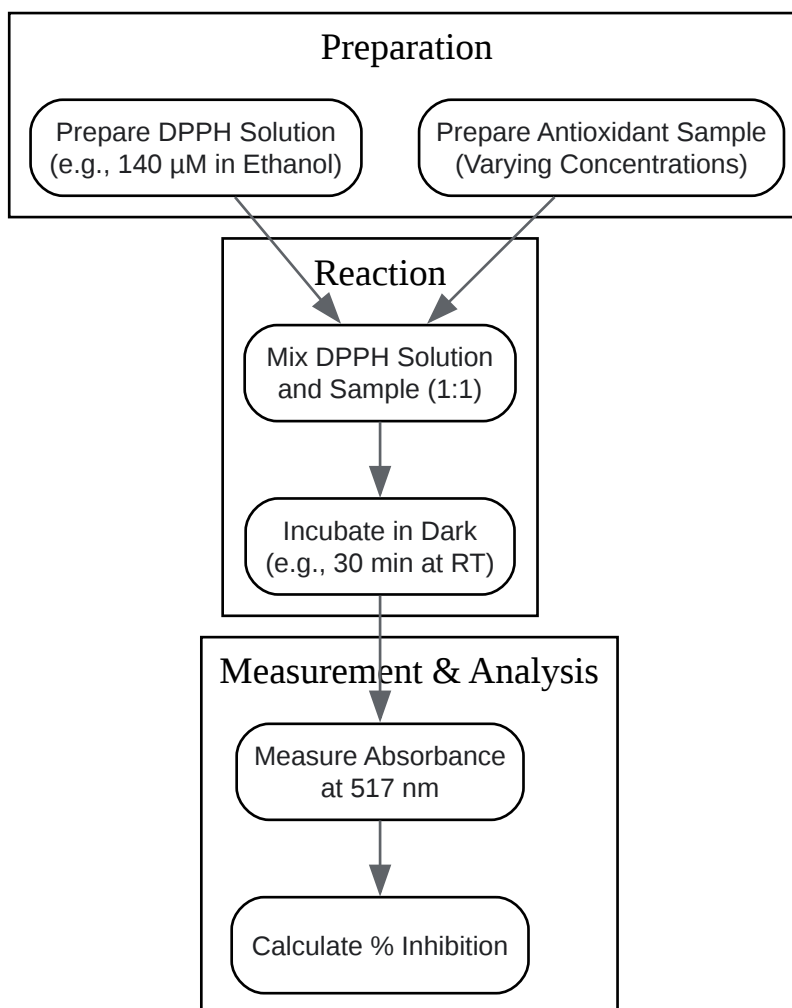 Preparation
Prepare DPPH Solution
(e.g., 140 µM in Ethanol)
Prepare Antioxidant Sample
(Varying Concentrations)
Reaction
Mix DPPH Solution
and Sample (1:1)
Incubate in Dark
(e.g., 30 min at RT)
Measurement & Analysis
Measure Absorbance
at 517 nm
Calculate % Inhibition